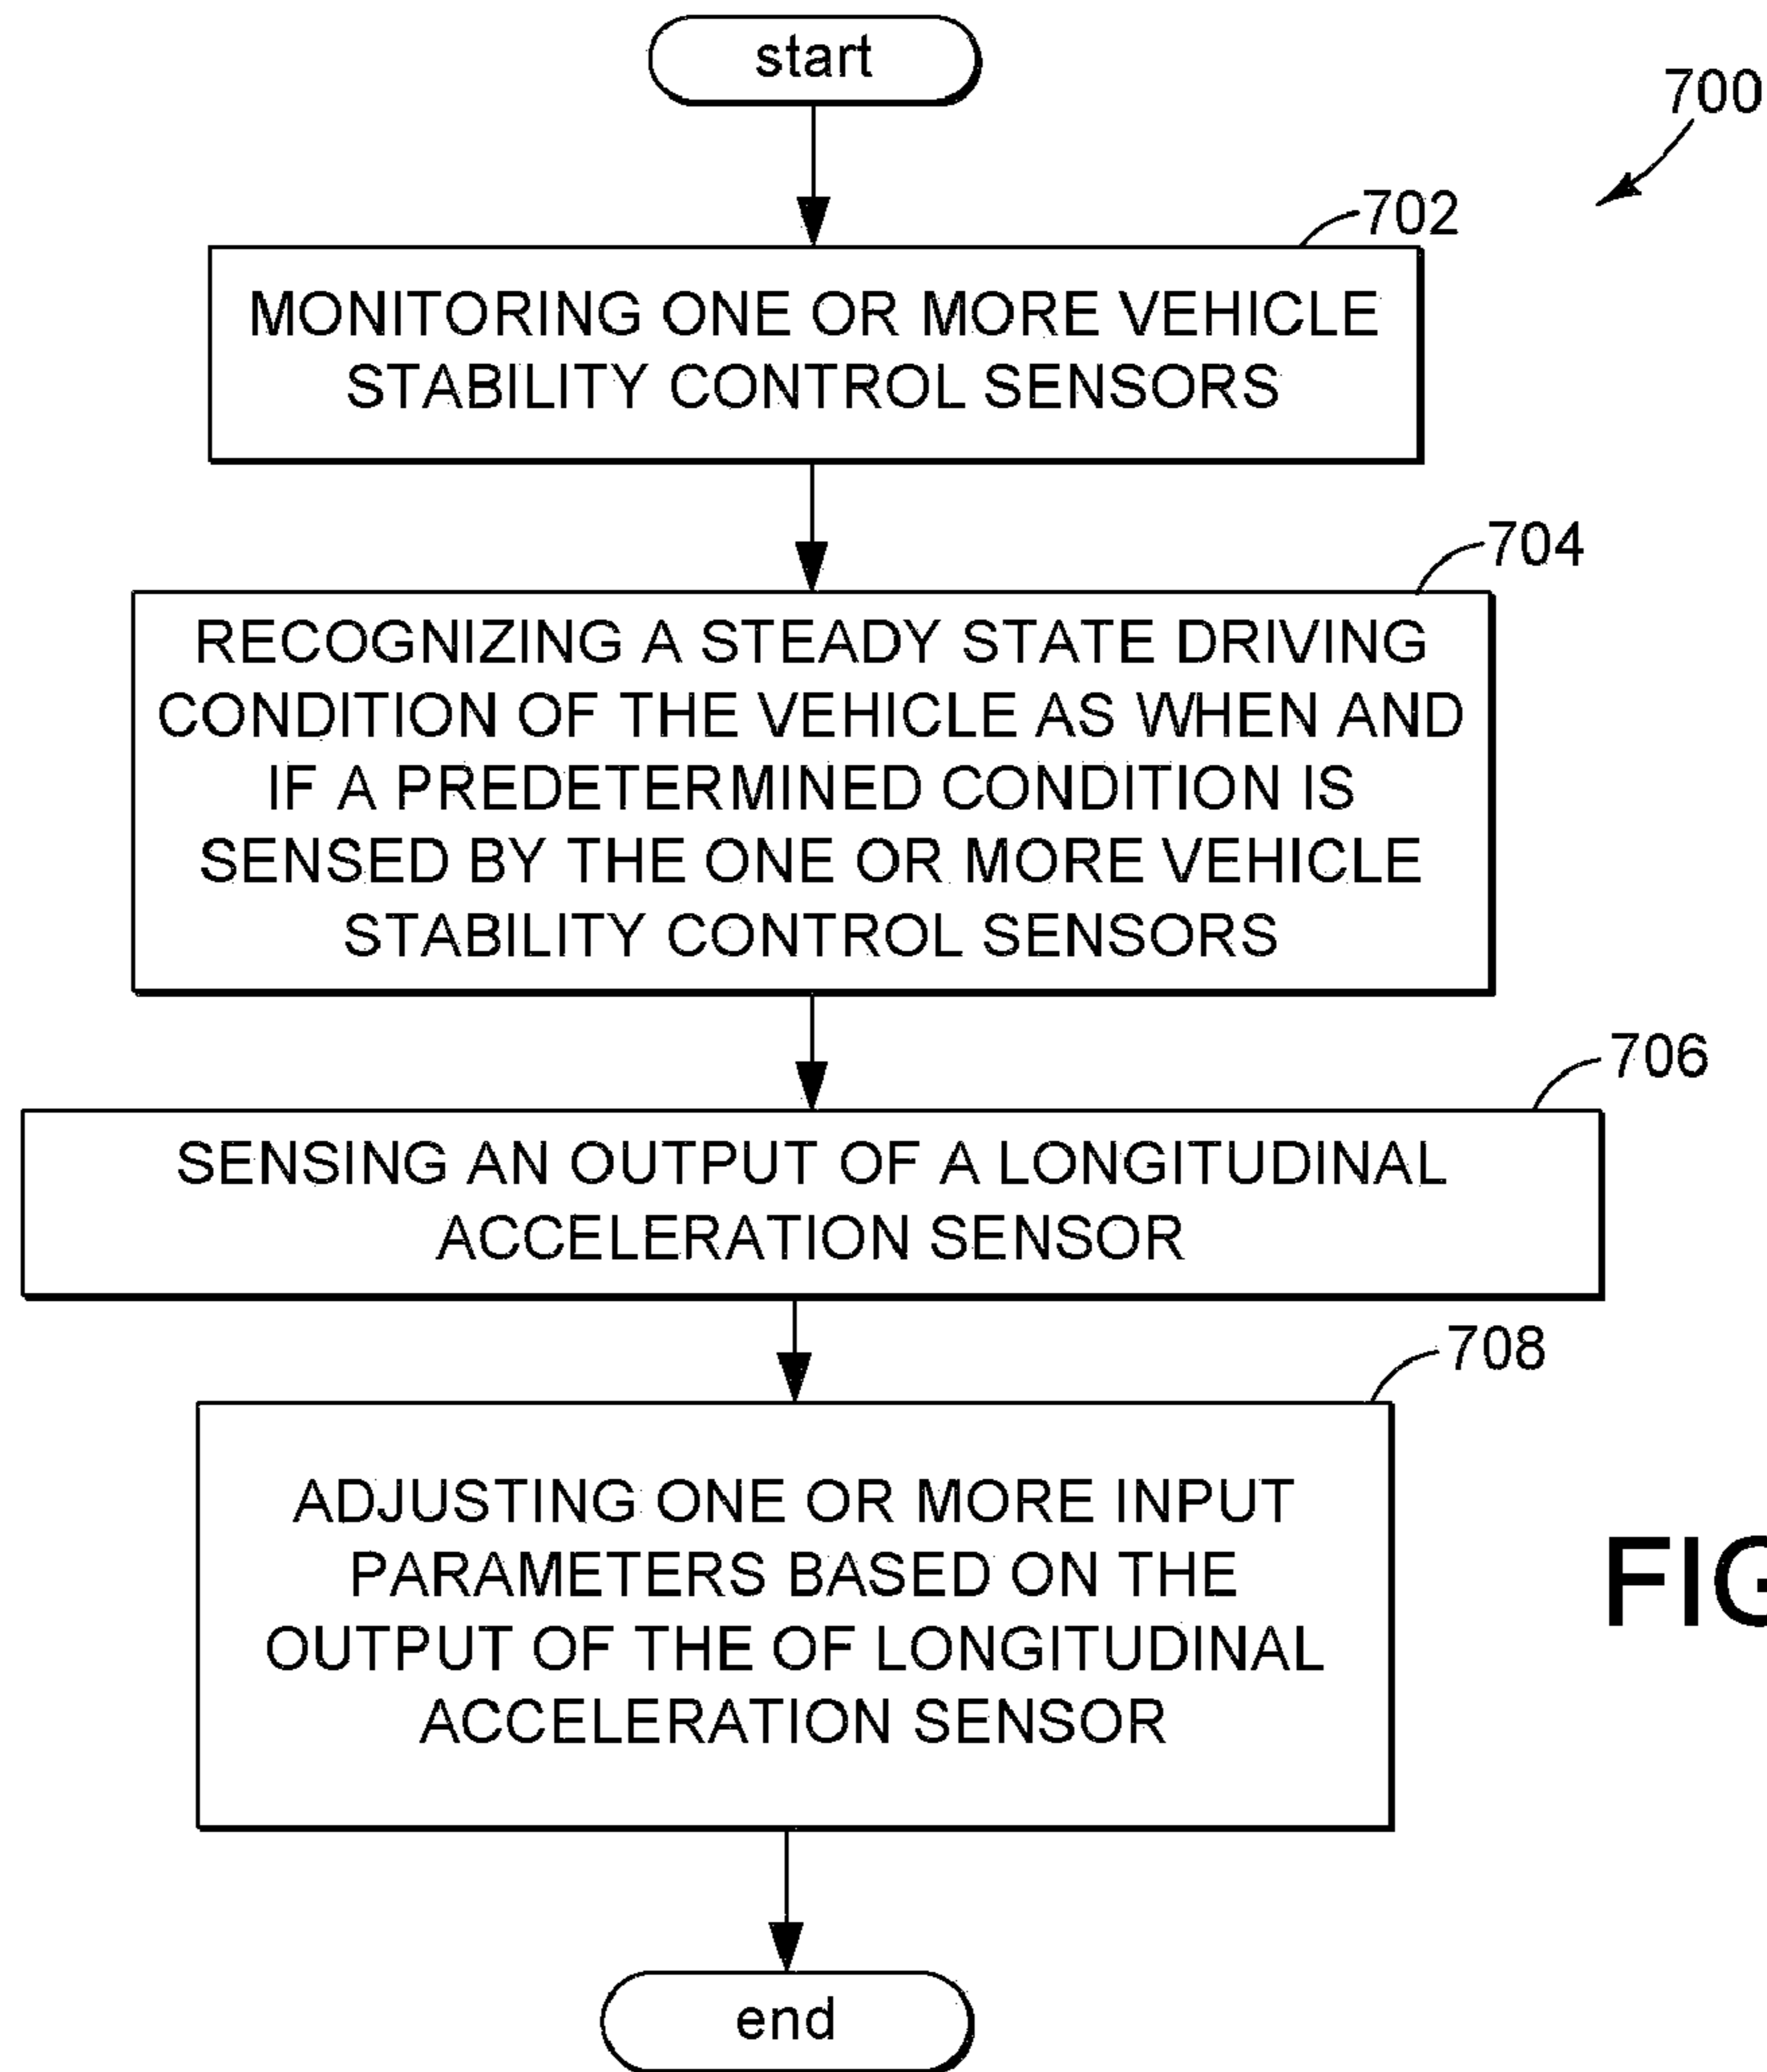 start
700
702
MONITORING ONE OR MORE VEHICLE
STABILITY CONTROL SENSORS
704
RECOGNIZING A STEADY STATE DRIVING
CONDITION OF THE VEHICLE AS WHEN AND
IF A PREDETERMINED CONDITION IS
SENSED BY THE ONE OR MORE VEHICLE
STABILITY CONTROL SENSORS
706
SENSING AN OUTPUT OF A LONGITUDINAL
ACCELERATION SENSOR
708
ADJUSTING ONE OR MORE INPUT
PARAMETERS BASED ON THE
OUTPUT OF THE OF LONGITUDINAL
ACCELERATION SENSOR
FIG
end